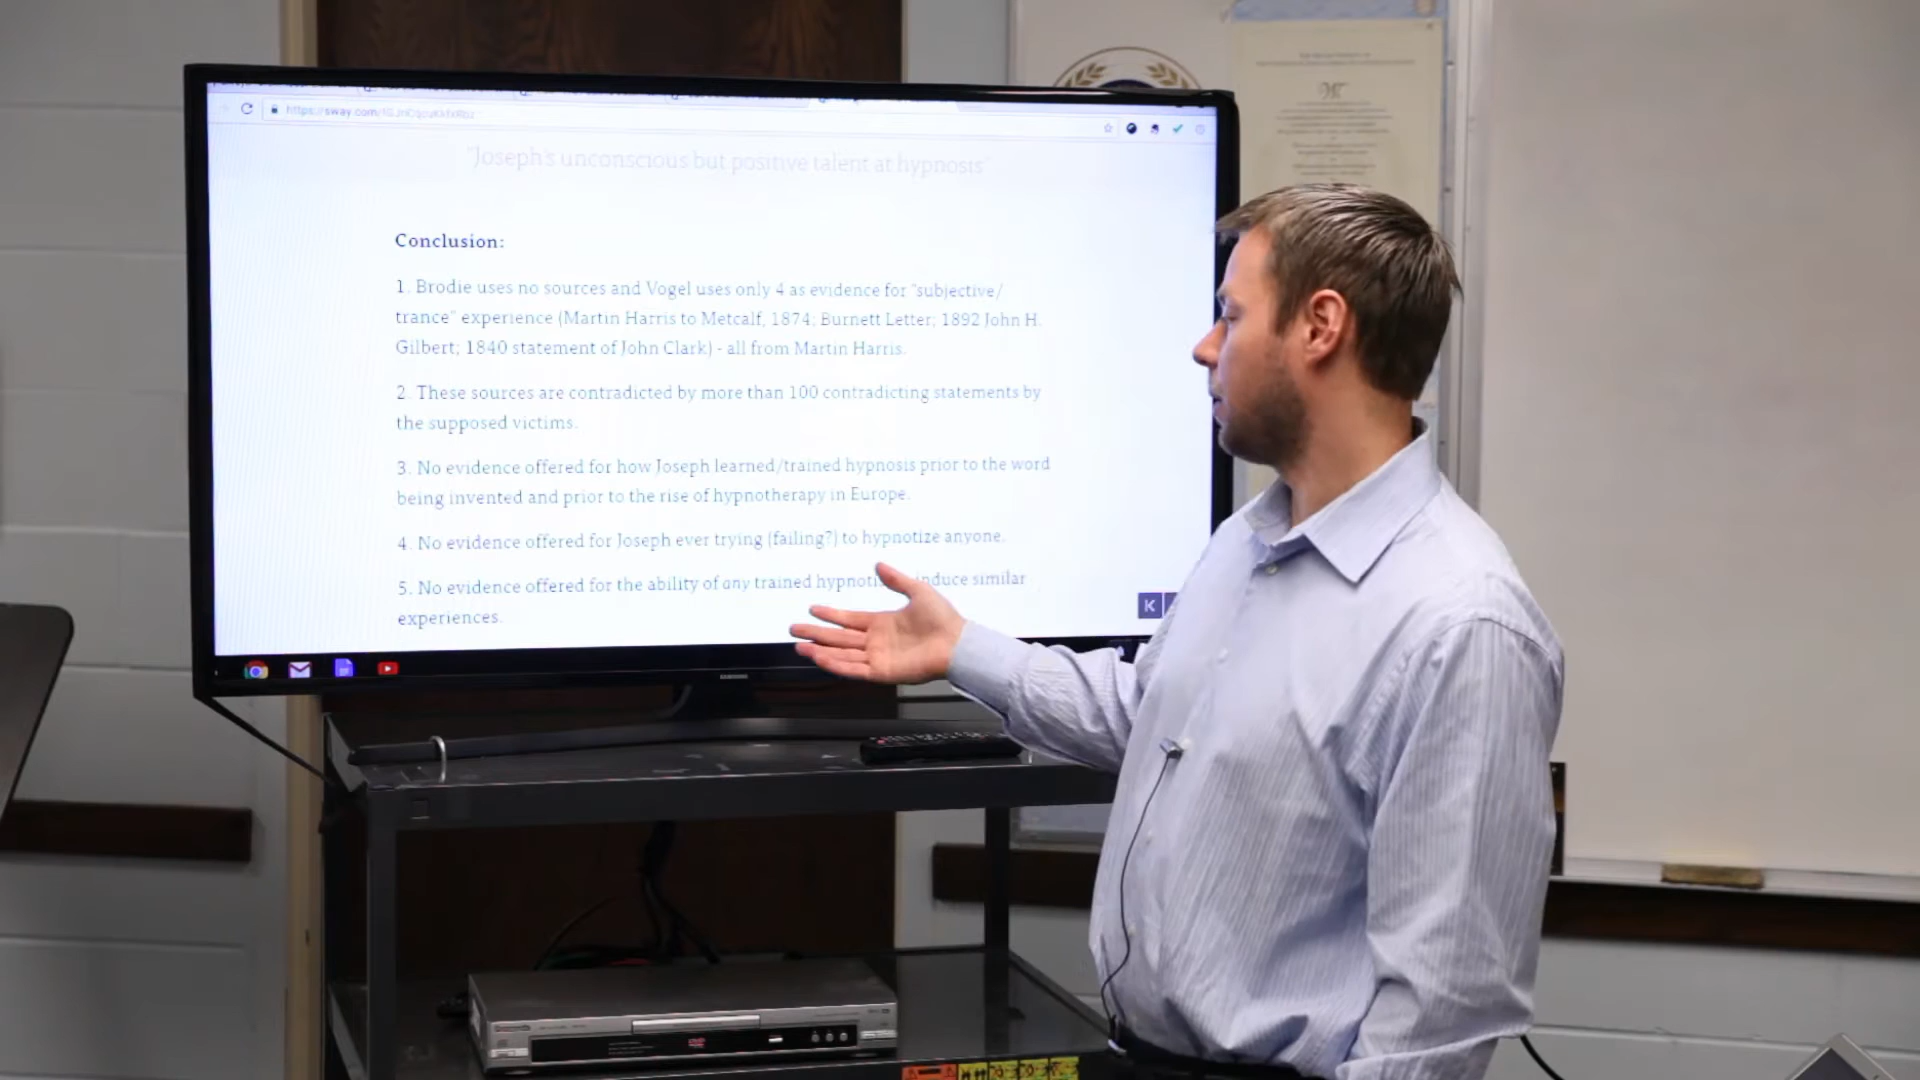 https://sway.com/
"Joseph's unconscious but positive talent at hypnosis"
Conclusion:
1. Brodie uses no sources and Vogel uses only 4 as evidence for "subjective/
trance" experience (Martin Harris to Metcalf, 1874; Burnett Letter; 1892 John H.
Gilbert; 1840 statement of John Clark) - all from Martin Harris.
2. These sources are contradicted by more than 100 contradicting statements by
the supposed victims.
3. No evidence offered for how Joseph learned/trained hypnosis prior to the word
being invented and prior to the rise of hypnotherapy in Europe.
4. No evidence offered for Joseph ever trying (failing?) to hypnotize anyone.
5. No evidence offered for the ability of any trained hypnotis induce similar
experiences.
K
SAMSUNG